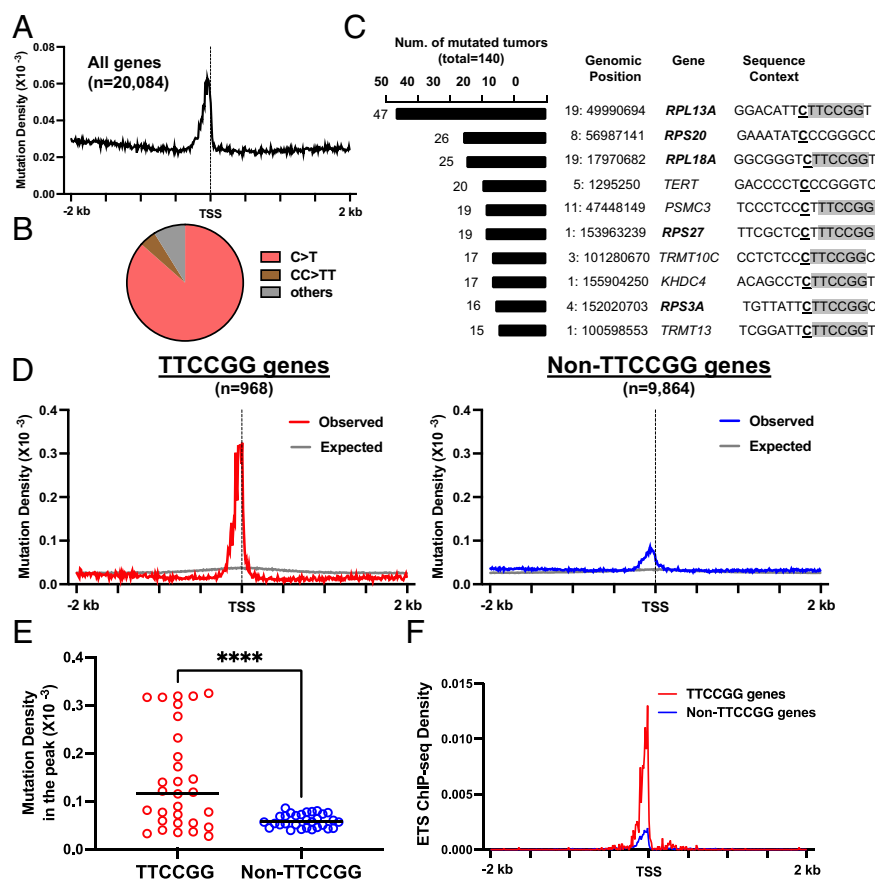 A
Mutation Density (X10⁻³)
0.08
0.06
0.04
0.02
0.00
All genes
(n=20,084)
-2 kb
TSS
2 kb
B
C>T
CC>TT
others
C
Num. of mutated tumors
(total=140)
50 40 30 20 10 0
Genomic Position
Gene
Sequence Context
47 19: 49990694 RPL13A GGACATTCTTCCGGT
26 8: 56987141 RPS20 GAAATATCCCGGGCC
25 19: 17970682 RPL18A GGCGGGTCTTCCGGT
20 5: 1295250 TERT GACCCCTCCCGGGTC
19 11: 47448149 PSMC3 TCCCTCCCTTTCCGGG
19 1: 153963239 RPS27 TTCGCTCCTTTCCGGG
17 3: 101280670 TRMT10C CCTCTCCCTTCCGGC
17 1: 155904250 KHDC4 ACAGCCTCTTCCGGT
16 4: 152020703 RPS3A TGTTATTCTTCCGGC
15 1: 100598553 TRMT13 TCGGATTCTTCCGGT
D
TTCCGG genes
(n=968)
Mutation Density (X10⁻³)
0.4
0.3
0.2
0.1
0.0
Observed
Expected
-2 kb
TSS
2 kb
Non-TTCCGG genes
(n=9,864)
Mutation Density (X10⁻³)
0.4
0.3
0.2
0.1
0.0
Observed
Expected
-2 kb
TSS
2 kb
E
Mutation Density
in the peak (X10⁻³)
0.4
0.3
0.2
0.1
0.0
****
TTCCGG
Non-TTCCGG
F
ETS ChIP-seq Density
0.015
0.010
0.005
0.000
TTCCGG genes
Non-TTCCGG genes
-2 kb
TSS
2 kb